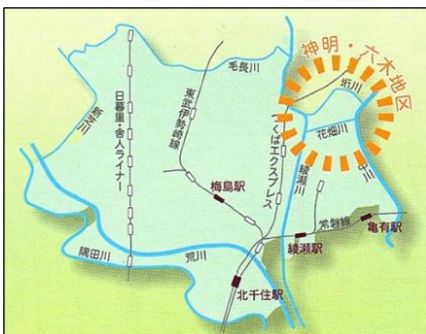 神明・六木地区
毛長川
垳川
新芝川
日暮里・舎人ライナー
東武伊勢崎線
つくばエクスプレス
花畑川
綾瀬川
中川
梅島駅
常磐線
亀有駅
綾瀬駅
隅田川
荒川
北千住駅